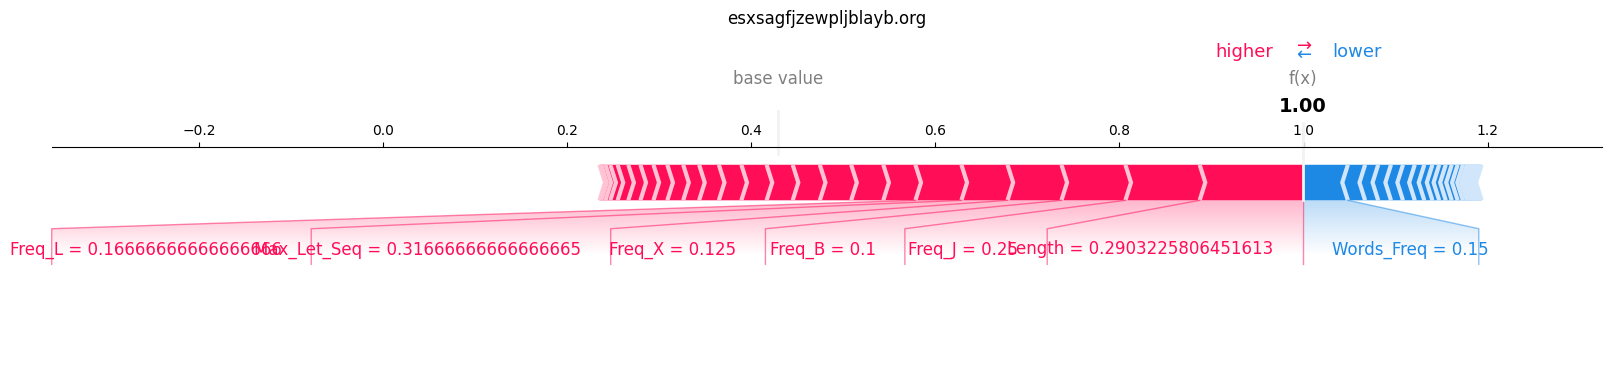 esxsagfjzewpljblayb.org
higher ⇄ lower
base value f(x)
1.00
−0.2 0.0 0.2 0.4 0.6 0.8 1.0 1.2
Freq_L = 0.16666666666666666 Max_Let_Seq = 0.31666666666666665 Freq_X = 0.125 Freq_B = 0.1 Freq_J = 0.25 Length = 0.2903225806451613 Words_Freq = 0.15